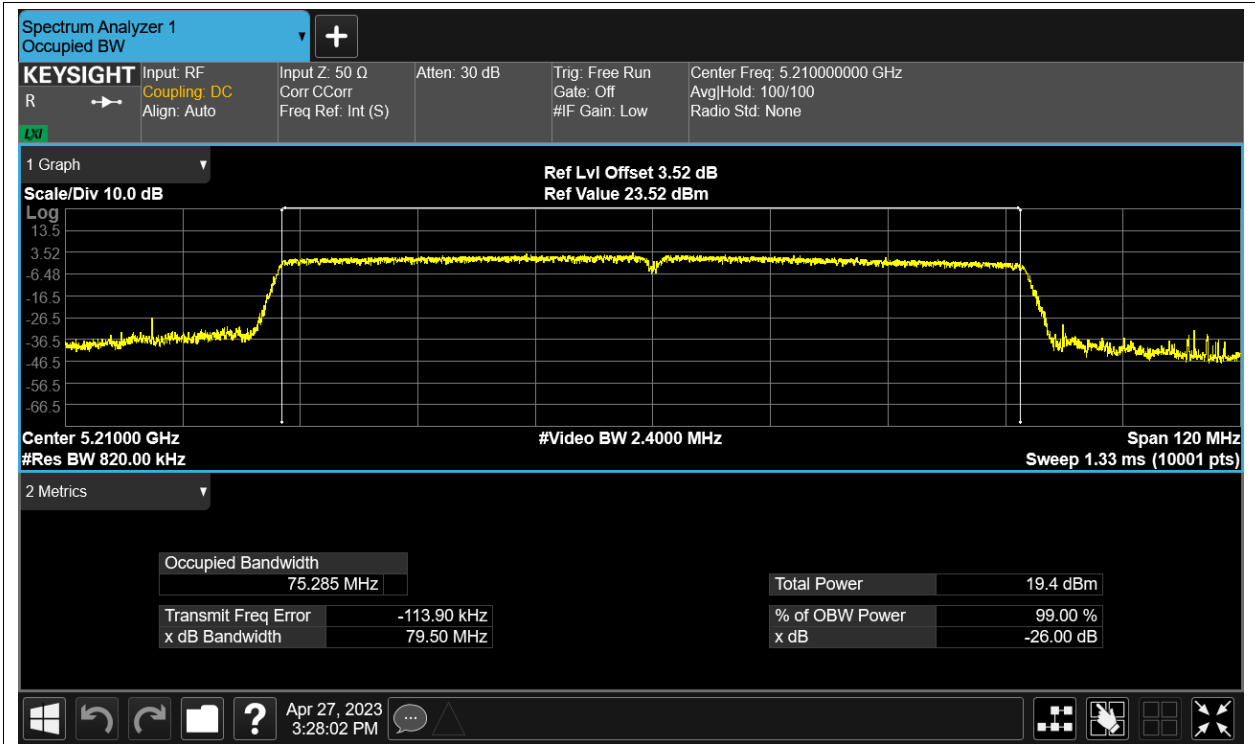 Spectrum Analyzer 1
Occupied BW
KEYSIGHT
R
LXI
Input: RF
Coupling: DC
Align: Auto
Input Z: 50 Ω
Corr CCorr
Freq Ref: Int (S)
Atten: 30 dB
Trig: Free Run
Gate: Off
#IF Gain: Low
Center Freq: 5.210000000 GHz
Avg|Hold: 100/100
Radio Std: None
1 Graph
Scale/Div 10.0 dB
Ref Lvl Offset 3.52 dB
Ref Value 23.52 dBm
Log
13.5
3.52
-6.48
-16.5
-26.5
-36.5
-46.5
-56.5
-66.5
Center 5.21000 GHz
#Res BW 820.00 kHz
#Video BW 2.4000 MHz
Span 120 MHz
Sweep 1.33 ms (10001 pts)
2 Metrics
Occupied Bandwidth
75.285 MHz
Transmit Freq Error -113.90 kHz
x dB Bandwidth 79.50 MHz
Total Power 19.4 dBm
% of OBW Power 99.00 %
x dB -26.00 dB
?
Apr 27, 2023
3:28:02 PM